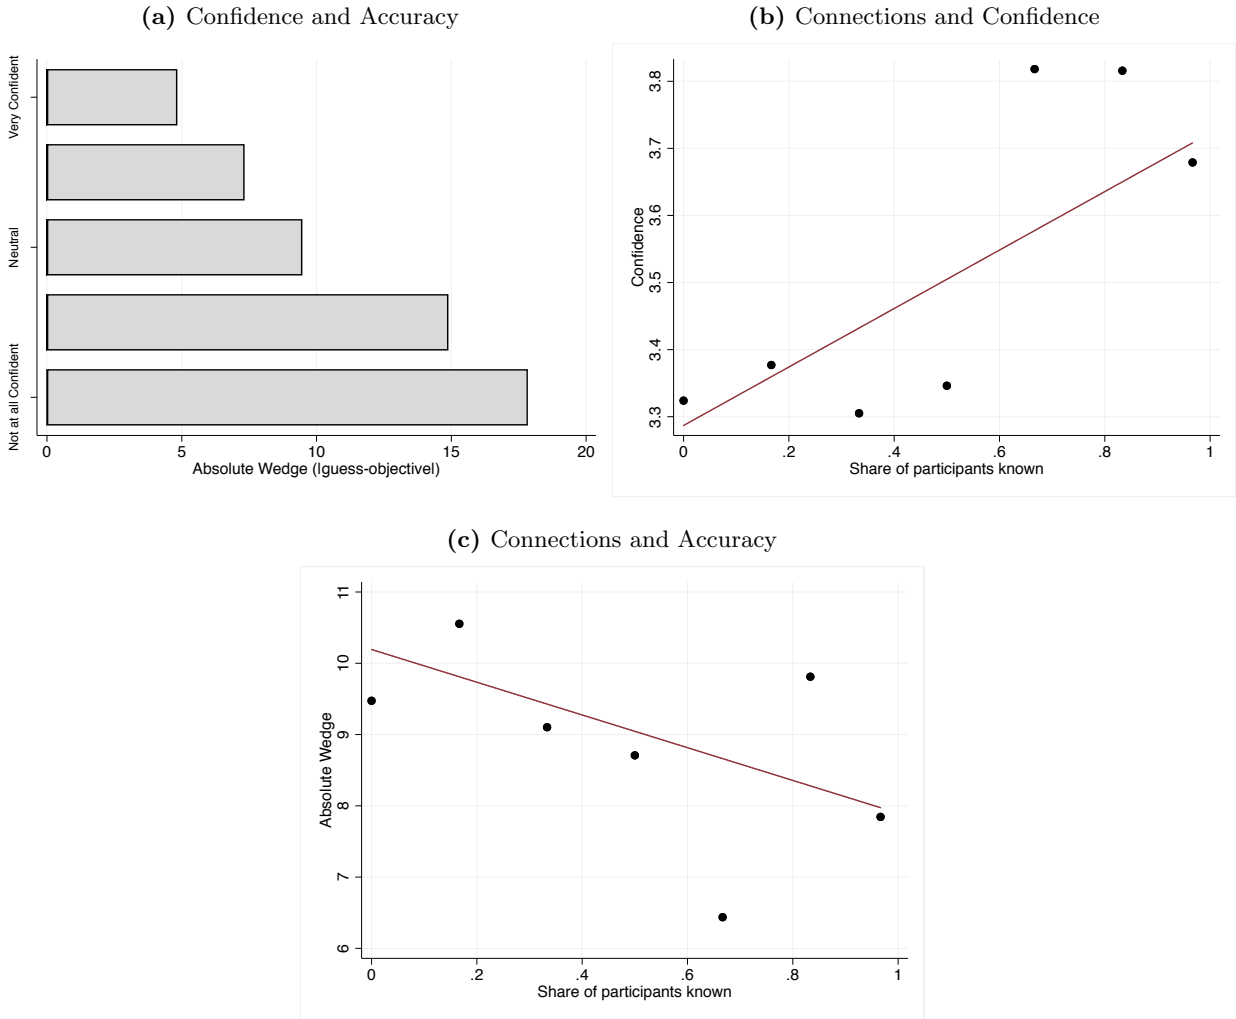 (a) Confidence and Accuracy
Very Confident
Neutral
Not at all Confident
0 5 10 15 20
Absolute Wedge (|guess-objective|)
(b) Connections and Confidence
3.8
3.7
3.6
3.5
3.4
3.3
Confidence
0 .2 .4 .6 .8 1
Share of participants known
(c) Connections and Accuracy
11
10
9
8
7
6
Absolute Wedge
0 .2 .4 .6 .8 1
Share of participants known